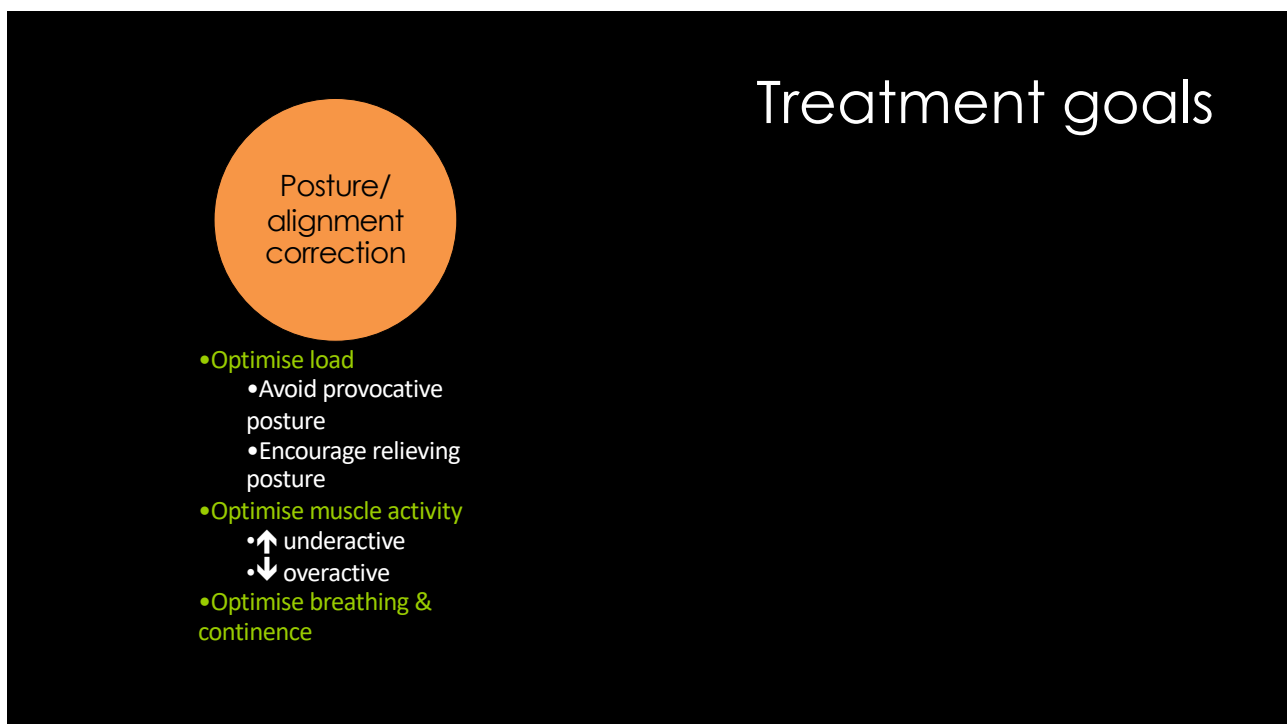 Treatment goals
Posture/
alignment
correction
•Optimise load
•Avoid provocative
posture
•Encourage relieving
posture
•Optimise muscle activity
•↑ underactive
•↓ overactive
•Optimise breathing &
continence